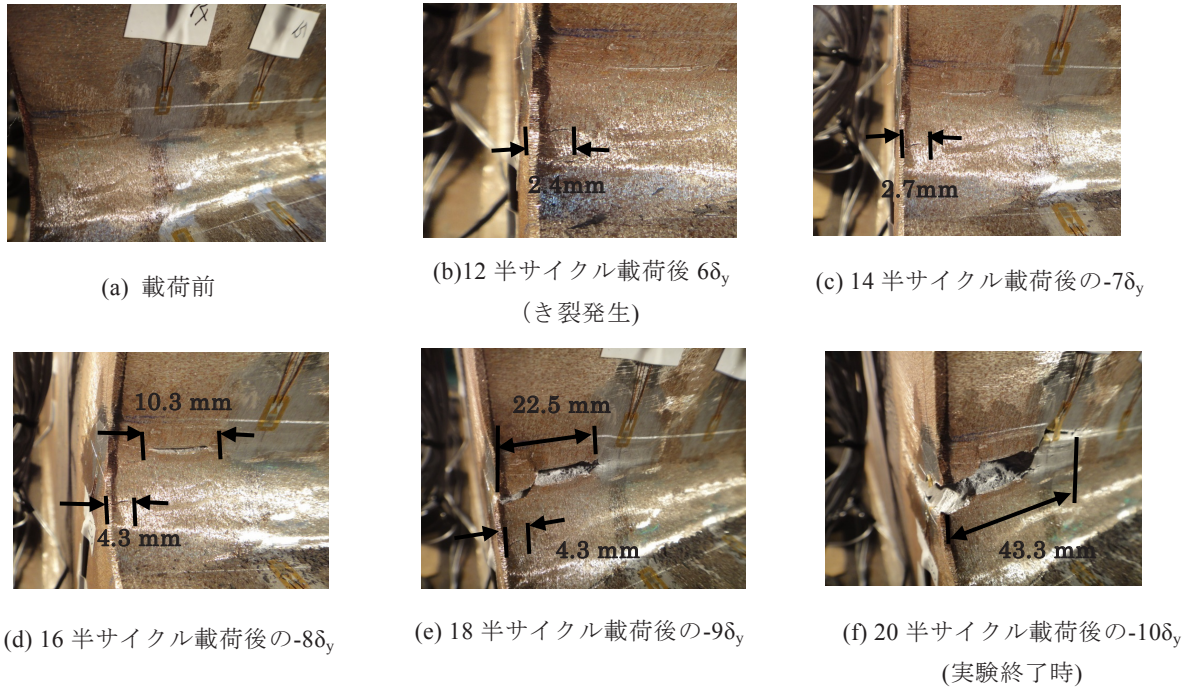 2.4mm
2.7mm
(a) 載荷前
(b)12 半サイクル載荷後 6δy
（き裂発生)
(c) 14 半サイクル載荷後の-7δy
10.3 mm
4.3 mm
22.5 mm
4.3 mm
43.3 mm
(d) 16 半サイクル載荷後の-8δy
(e) 18 半サイクル載荷後の-9δy
(f) 20 半サイクル載荷後の-10δy
(実験終了時)